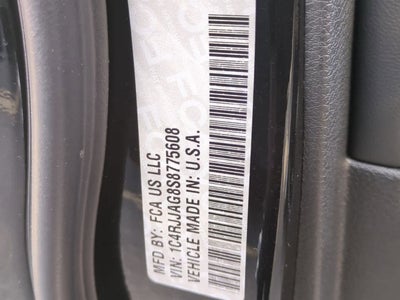 MFD BY: FCA US LLC
VIN: 1C4RJJAG8S8775608
VEHICLE MADE IN: U.S.A.